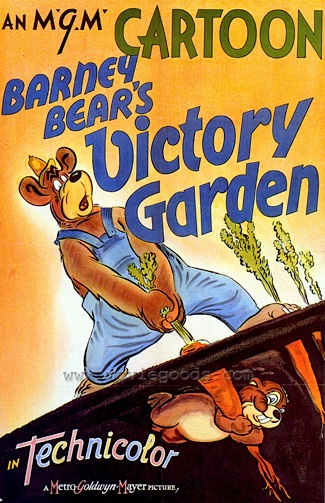 AN M·G·M CARTOON
BARNEY
BEAR'S
Victory
Garden
IN Technicolor
A METRO-Goldwyn-MAYER PICTURE